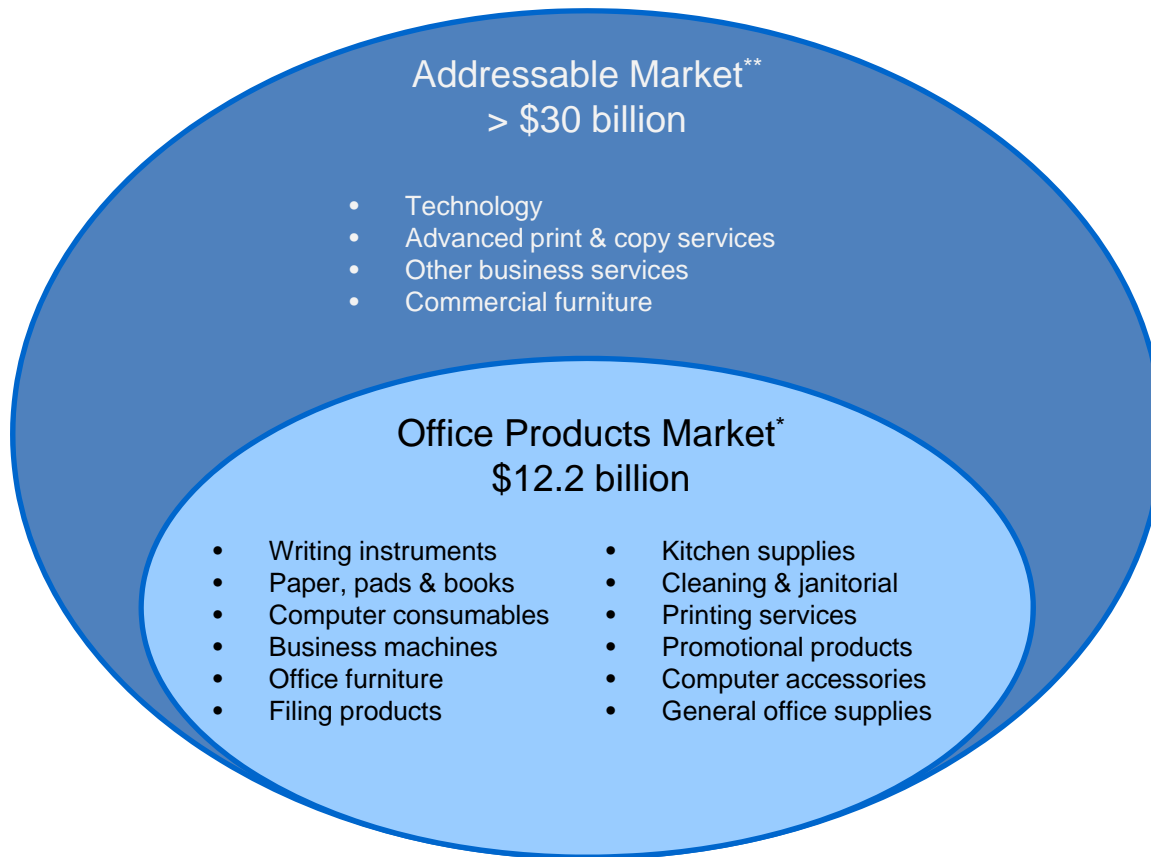 Addressable Market**
> $30 billion
• Technology
• Advanced print & copy services
• Other business services
• Commercial furniture
Office Products Market*
$12.2 billion
• Writing instruments
• Paper, pads & books
• Computer consumables
• Business machines
• Office furniture
• Filing products
• Kitchen supplies
• Cleaning & janitorial
• Printing services
• Promotional products
• Computer accessories
• General office supplies